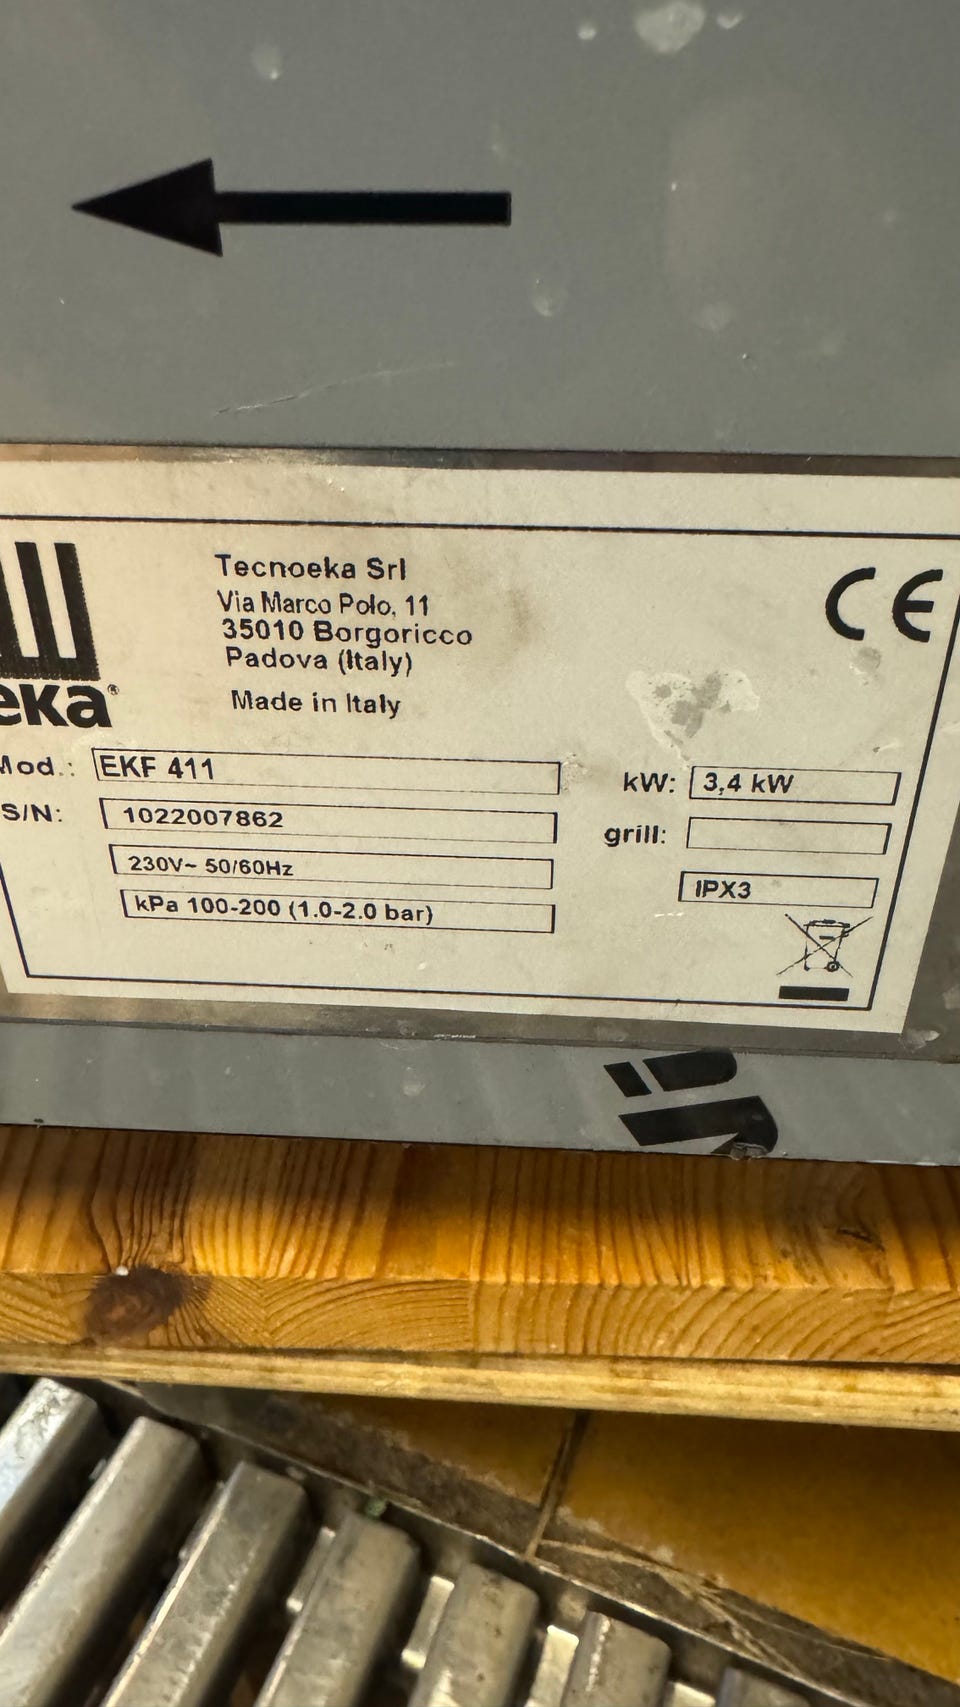 Tecnoeka Srl
Via Marco Polo, 11
35010 Borgoricco
Padova (Italy)
Made in Italy
CE
eka®
Mod.: EKF 411
kW: 3,4 kW
S/N: 1022007862
grill:
230V~ 50/60Hz
IPX3
kPa 100-200 (1.0-2.0 bar)